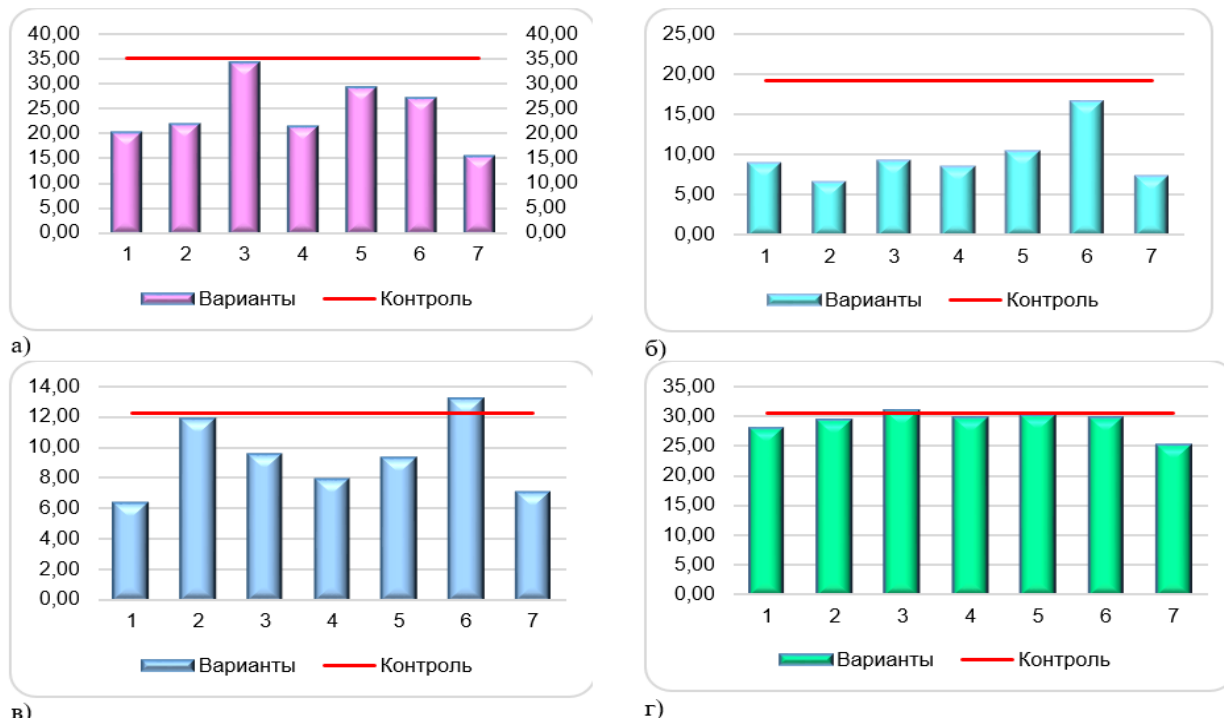 40,00 40,00
35,00 35,00
30,00 30,00
25,00 25,00
20,00 20,00
15,00 15,00
10,00 10,00
5,00 5,00
0,00 0,00
1 2 3 4 5 6 7
Варианты Контроль
а)
25,00
20,00
15,00
10,00
5,00
0,00
1 2 3 4 5 6 7
Варианты Контроль
б)
14,00
12,00
10,00
8,00
6,00
4,00
2,00
0,00
1 2 3 4 5 6 7
Варианты Контроль
в)
35,00
30,00
25,00
20,00
15,00
10,00
5,00
0,00
1 2 3 4 5 6 7
Варианты Контроль
г)